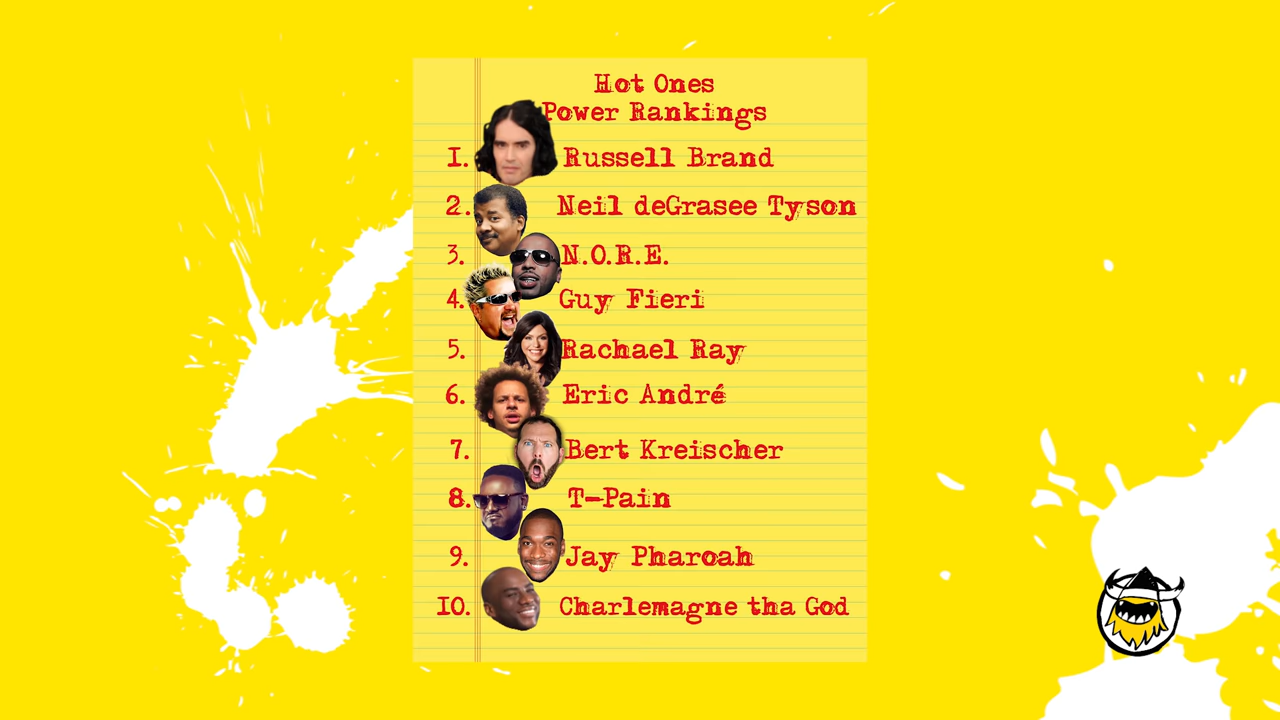 Hot Ones
Power Rankings
1. Russell Brand
2. Neil deGrasee Tyson
3. N.O.R.E.
4. Guy Fieri
5. Rachael Ray
6. Eric André
7. Bert Kreischer
8. T-Pain
9. Jay Pharoah
10. Charlemagne tha God